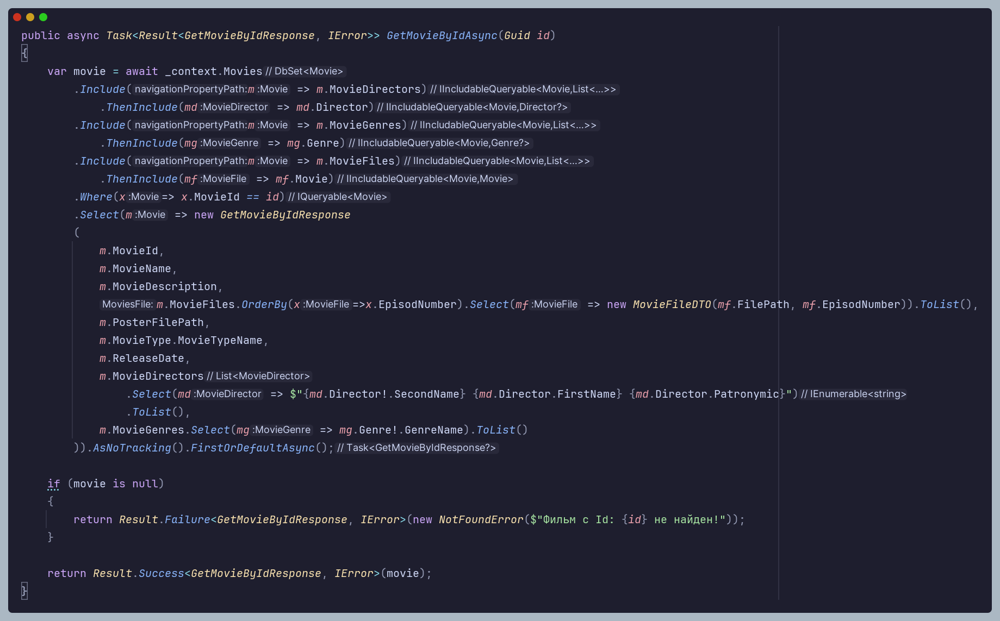 public async Task<Result<GetMovieByIdResponse, IError>> GetMovieByIdAsync(Guid id)
{
    var movie = await _context.Movies // DbSet<Movie>
        .Include( navigationPropertyPath: m :Movie => m.MovieDirectors) // IIncludableQueryable<Movie,List<...>>
            .ThenInclude(md :MovieDirector => md.Director) // IIncludableQueryable<Movie,Director?>
        .Include( navigationPropertyPath: m :Movie => m.MovieGenres) // IIncludableQueryable<Movie,List<...>>
            .ThenInclude(mg :MovieGenre => mg.Genre) // IIncludableQueryable<Movie,Genre?>
        .Include( navigationPropertyPath: m :Movie => m.MovieFiles) // IIncludableQueryable<Movie,List<...>>
            .ThenInclude(mf :MovieFile => mf.Movie) // IIncludableQueryable<Movie,Movie>
        .Where(x :Movie => x.MovieId == id) // IQueryable<Movie>
        .Select(m :Movie => new GetMovieByIdResponse
        (
            m.MovieId,
            m.MovieName,
            m.MovieDescription,
            MoviesFile: m.MovieFiles.OrderBy(x :MovieFile =>x.EpisodNumber).Select(mf :MovieFile => new MovieFileDTO(mf.FilePath, mf.EpisodNumber)).ToList(),
            m.PosterFilePath,
            m.MovieType.MovieTypeName,
            m.ReleaseDate,
            m.MovieDirectors // List<MovieDirector>
                .Select(md :MovieDirector => $"{md.Director!.SecondName} {md.Director.FirstName} {md.Director.Patronymic}") // IEnumerable<string>
                .ToList(),
            m.MovieGenres.Select(mg :MovieGenre => mg.Genre!.GenreName).ToList()
        )).AsNoTracking().FirstOrDefaultAsync(); // Task<GetMovieByIdResponse?>
    if (movie is null)
    {
        return Result.Failure<GetMovieByIdResponse, IError>(new NotFoundError($"Фильм с Id: {id} не найден!"));
    }
    return Result.Success<GetMovieByIdResponse, IError>(movie);
}